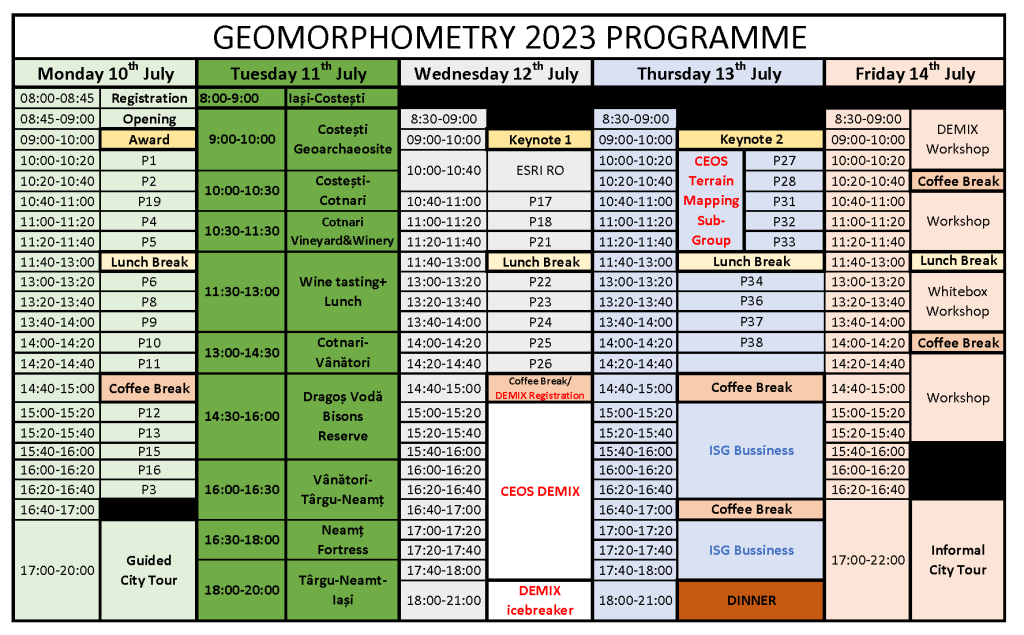 GEOMORPHOMETRY 2023 PROGRAMME
Monday 10th July
08:00-08:45 Registration
08:45-09:00 Opening
09:00-10:00 Award
10:00-10:20 P1
10:20-10:40 P2
10:40-11:00 P19
11:00-11:20 P4
11:20-11:40 P5
11:40-13:00 Lunch Break
13:00-13:20 P6
13:20-13:40 P8
13:40-14:00 P9
14:00-14:20 P10
14:20-14:40 P11
14:40-15:00 Coffee Break
15:00-15:20 P12
15:20-15:40 P13
15:40-16:00 P15
16:00-16:20 P16
16:20-16:40 P3
16:40-17:00
17:00-20:00
Guided
City Tour
Tuesday 11th July
8:00-9:00 Iași-Costești
9:00-10:00
Costești
Geoarchaeosite
10:00-10:30
Costești-
Cotnari
10:30-11:30
Cotnari
Vineyard&Winery
11:30-13:00
Wine tasting+
Lunch
13:00-14:30
Cotnari-
Vânători
14:30-16:00
Dragoș Vodă
Bisons
Reserve
16:00-16:30
Vânători-
Târgu-Neamț
16:30-18:00
Neamț
Fortress
18:00-20:00
Târgu-Neamt-
Iași
Wednesday 12th July
8:30-09:00
09:00-10:00 Keynote 1
10:00-10:40 ESRI RO
10:40-11:00 P17
11:00-11:20 P18
11:20-11:40 P21
11:40-13:00 Lunch Break
13:00-13:20 P22
13:20-13:40 P23
13:40-14:00 P24
14:00-14:20 P25
14:20-14:40 P26
14:40-15:00
Coffee Break/
DEMIX Registration
15:00-15:20
15:20-15:40
15:40-16:00
16:00-16:20
16:20-16:40
CEOS DEMIX
16:40-17:00
17:00-17:20
17:20-17:40
17:40-18:00
18:00-21:00
DEMIX
icebreaker
Thursday 13th July
8:30-09:00
09:00-10:00 Keynote 2
10:00-10:20 CEOS P27
10:20-10:40 Terrain P28
10:40-11:00 Mapping P31
11:00-11:20 Sub- P32
11:20-11:40 Group P33
11:40-13:00 Lunch Break
13:00-13:20 P34
13:20-13:40 P36
13:40-14:00 P37
14:00-14:20 P38
14:20-14:40
14:40-15:00 Coffee Break
15:00-15:20
15:20-15:40
15:40-16:00 ISG Bussiness
16:00-16:20
16:20-16:40
16:40-17:00 Coffee Break
17:00-17:20
17:20-17:40 ISG Bussiness
17:40-18:00
18:00-21:00 DINNER
Friday 14th July
8:30-09:00
09:00-10:00
10:00-10:20
DEMIX
Workshop
10:20-10:40 Coffee Break
10:40-11:00
11:00-11:20 Workshop
11:20-11:40
11:40-13:00 Lunch Break
13:00-13:20
13:20-13:40
13:40-14:00
Whitebox
Workshop
14:00-14:20 Coffee Break
14:20-14:40
14:40-15:00
Workshop
15:00-15:20
15:20-15:40
15:40-16:00
16:00-16:20
16:20-16:40
17:00-22:00
Informal
City Tour